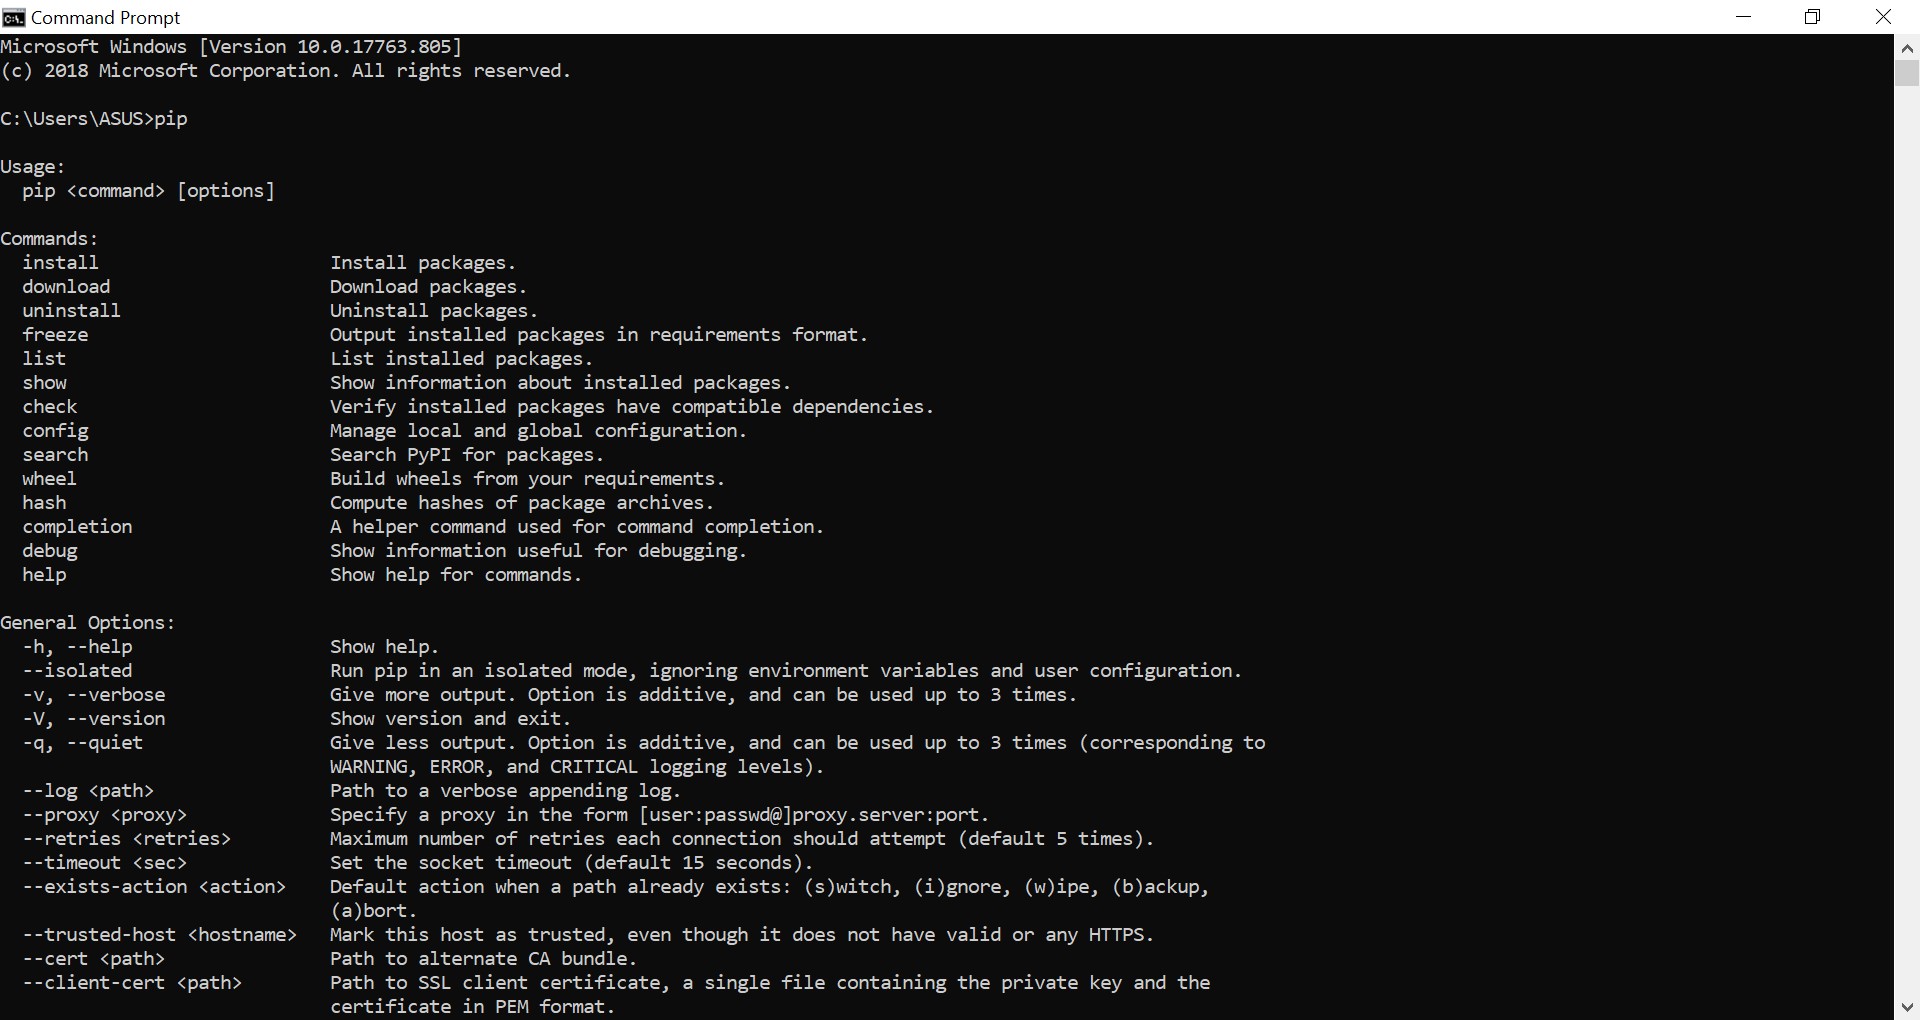 Command Prompt
Microsoft Windows [Version 10.0.17763.805]
(c) 2018 Microsoft Corporation. All rights reserved.
C:\Users\ASUS>pip
Usage:
pip <command> [options]
Commands:
install Install packages.
download Download packages.
uninstall Uninstall packages.
freeze Output installed packages in requirements format.
list List installed packages.
show Show information about installed packages.
check Verify installed packages have compatible dependencies.
config Manage local and global configuration.
search Search PyPI for packages.
wheel Build wheels from your requirements.
hash Compute hashes of package archives.
completion A helper command used for command completion.
debug Show information useful for debugging.
help Show help for commands.
General Options:
-h, --help Show help.
--isolated Run pip in an isolated mode, ignoring environment variables and user configuration.
-v, --verbose Give more output. Option is additive, and can be used up to 3 times.
-V, --version Show version and exit.
-q, --quiet Give less output. Option is additive, and can be used up to 3 times (corresponding to
WARNING, ERROR, and CRITICAL logging levels).
--log <path> Path to a verbose appending log.
--proxy <proxy> Specify a proxy in the form [user:passwd@]proxy.server:port.
--retries <retries> Maximum number of retries each connection should attempt (default 5 times).
--timeout <sec> Set the socket timeout (default 15 seconds).
--exists-action <action> Default action when a path already exists: (s)witch, (i)gnore, (w)ipe, (b)ackup,
(a)bort.
--trusted-host <hostname> Mark this host as trusted, even though it does not have valid or any HTTPS.
--cert <path> Path to alternate CA bundle.
--client-cert <path> Path to SSL client certificate, a single file containing the private key and the
certificate in PEM format.